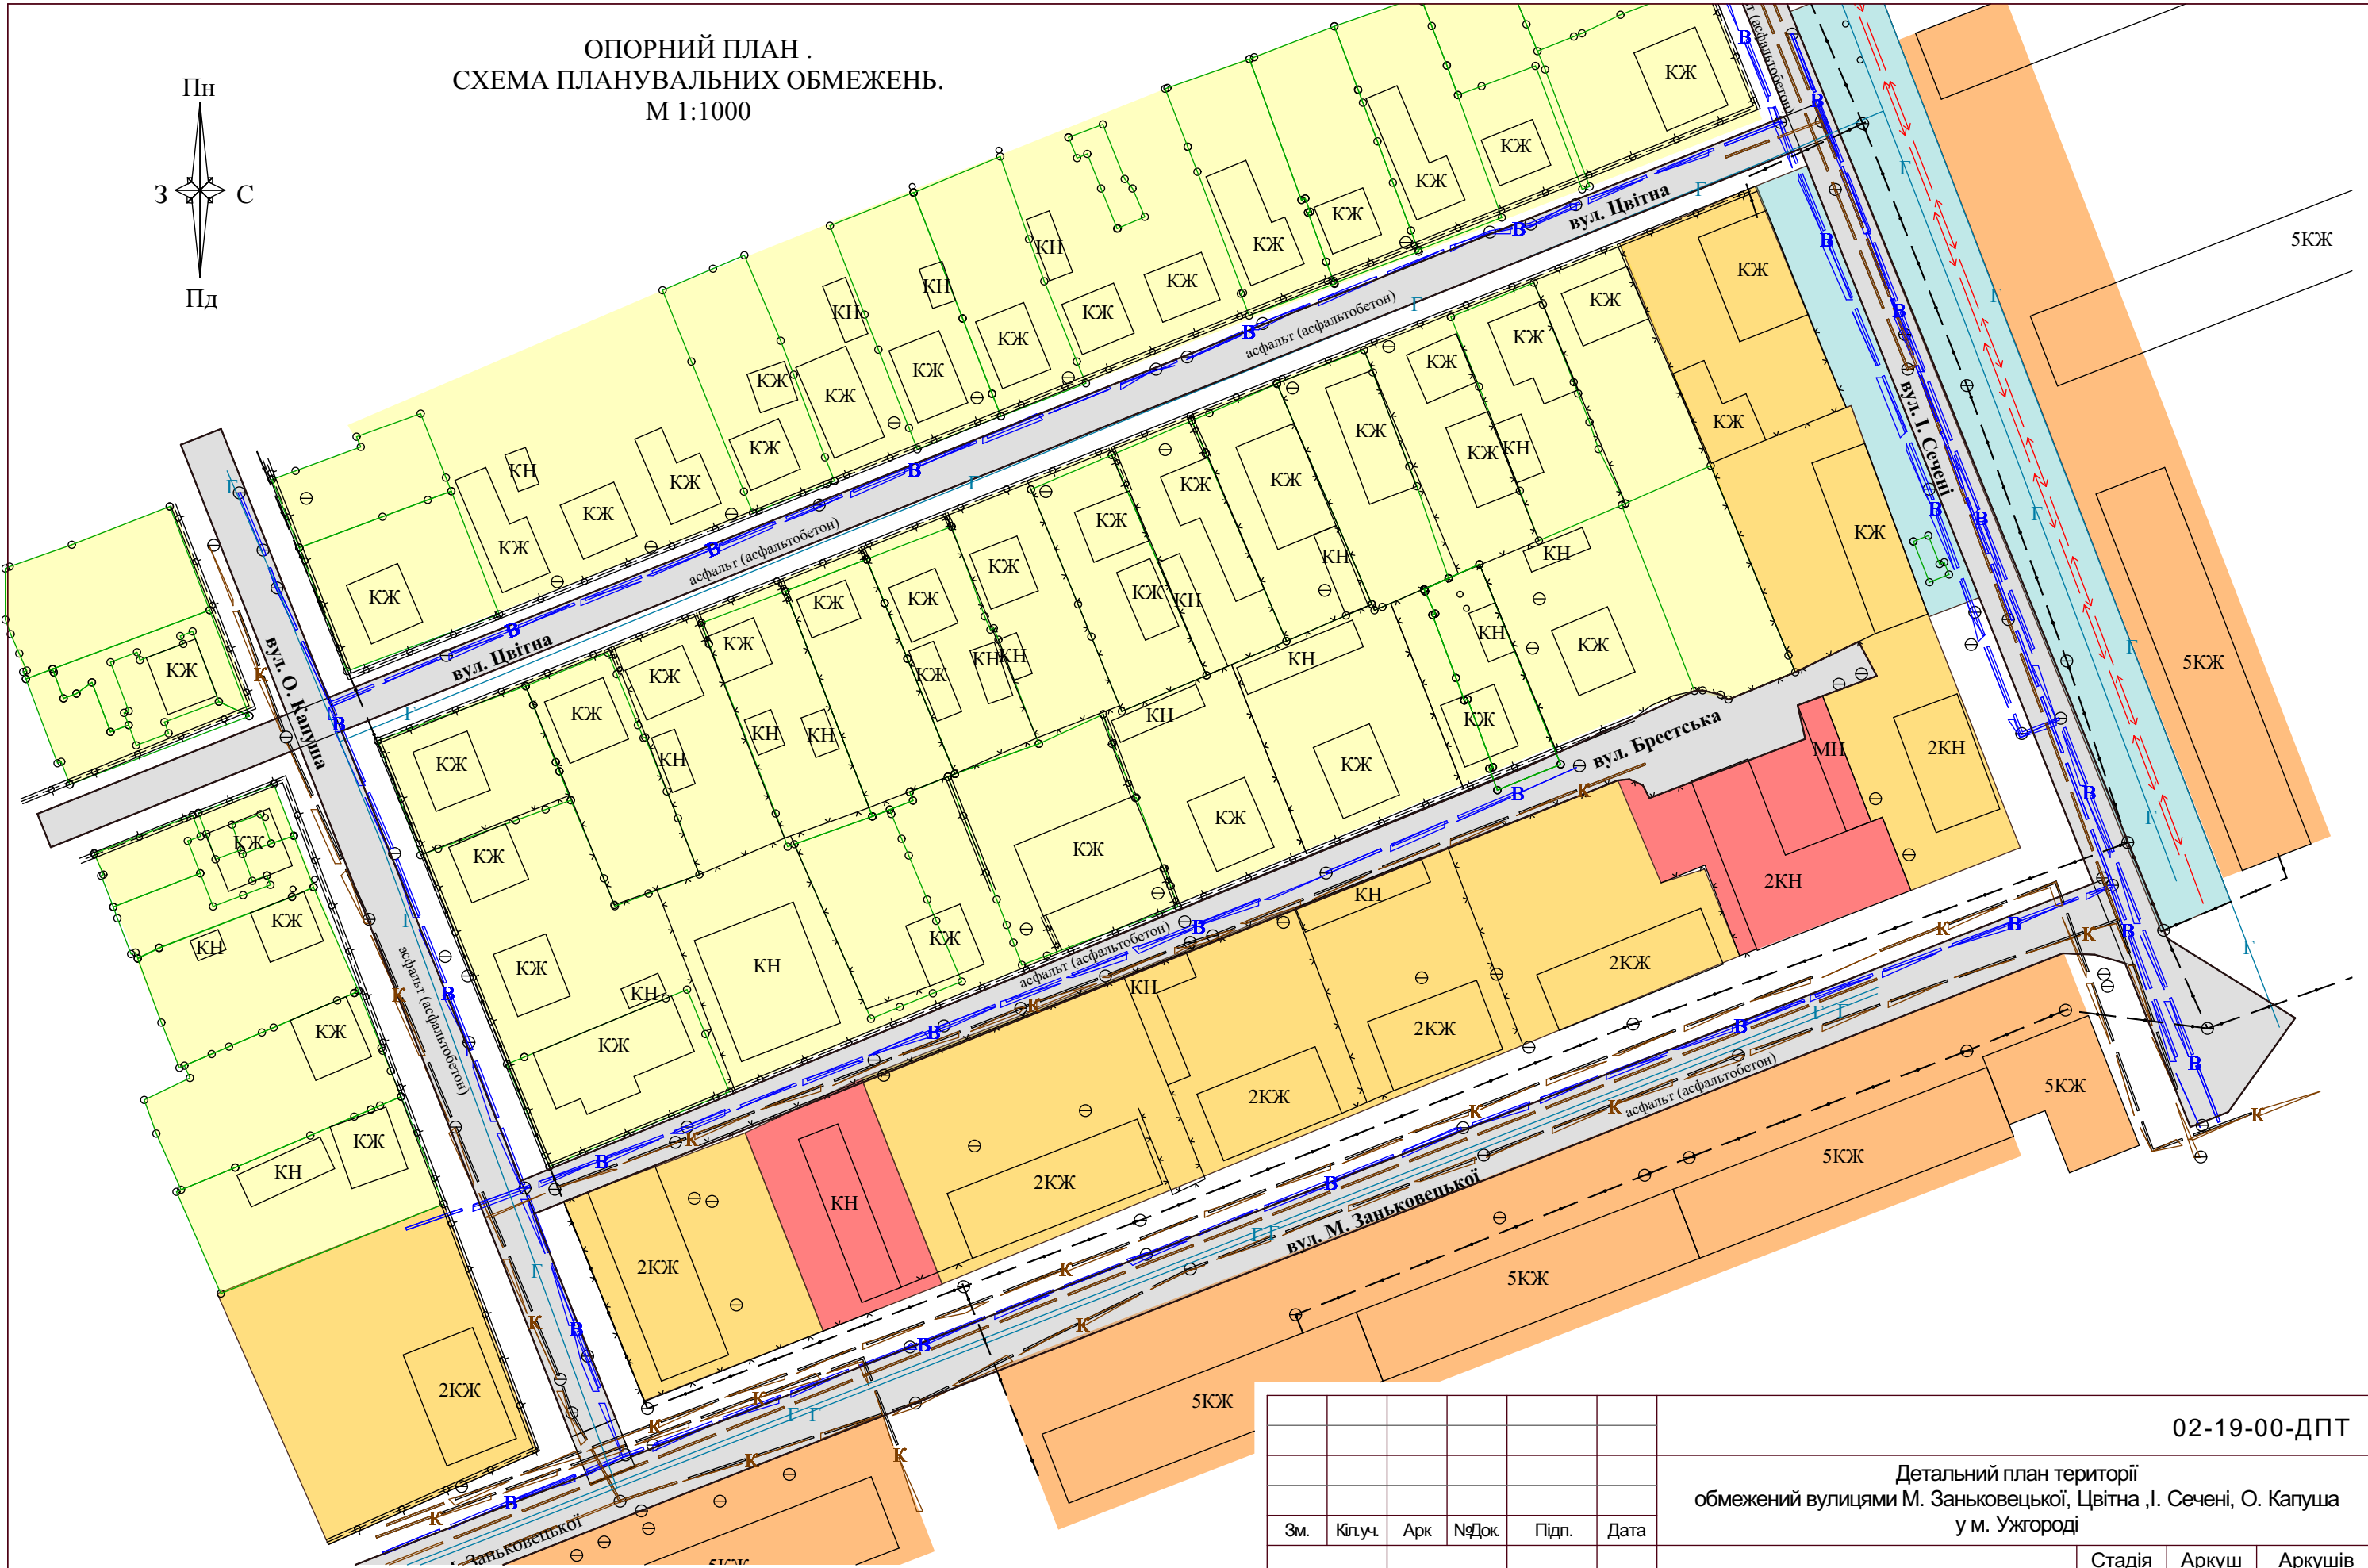 ОПОРНИЙ ПЛАН .
СХЕМА ПЛАНУВАЛЬНИХ ОБМЕЖЕНЬ.
М 1:1000
Пн
З
С
Пд
вул. Цвітна
асфальт (асфальтобетон)
вул. Цвітна
асфальт (асфальтобетон)
вул. І. Сечені
(асфальтобетон)
вул. О. Капуша
асфальт (асфальтобетон)
вул. Брестська
асфальт (асфальтобетон)
вул. М. Заньковецької
асфальт (асфальтобетон)
Заньковецької
КЖ
КН
2КЖ
2КН
МН
5КЖ
В
К
Г
02-19-00-ДПТ
Детальний план території
обмежений вулицями М. Заньковецької, Цвітна ,І. Сечені, О. Капуша
у м. Ужгороді
Зм.
Кіл.уч.
Арк
№Док.
Підп.
Дата
Стадія
Аркуш
Аркушів